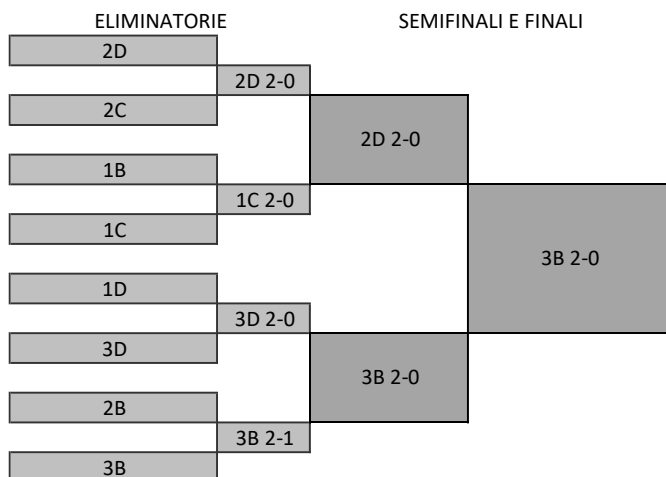 ELIMINATORIE SEMIFINALI E FINALI
2D
2D 2-0
2C
2D 2-0
1B
1C 2-0
1C
3B 2-0
1D
3D 2-0
3D
3B 2-0
2B
3B 2-1
3B